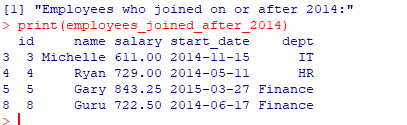 [1] "Employees who joined on or after 2014:"
> print(employees_joined_after_2014)
  id     name salary start_date    dept
3  3 Michelle 611.00 2014-11-15      IT
4  4     Ryan 729.00 2014-05-11      HR
5  5     Gary 843.25 2015-03-27 Finance
8  8     Guru 722.50 2014-06-17 Finance
>